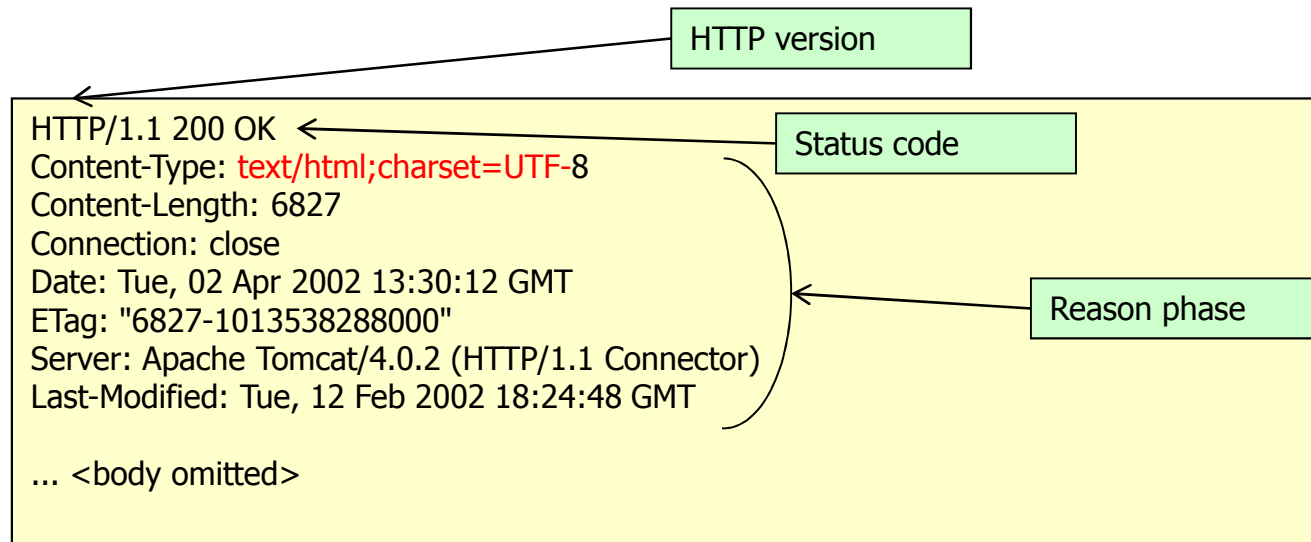 HTTP version
HTTP/1.1 200 OK
Status code
Content-Type: text/html;charset=UTF-8
Content-Length: 6827
Connection: close
Date: Tue, 02 Apr 2002 13:30:12 GMT
Reason phase
ETag: "6827-1013538288000"
Server: Apache Tomcat/4.0.2 (HTTP/1.1 Connector)
Last-Modified: Tue, 12 Feb 2002 18:24:48 GMT
... <body omitted>